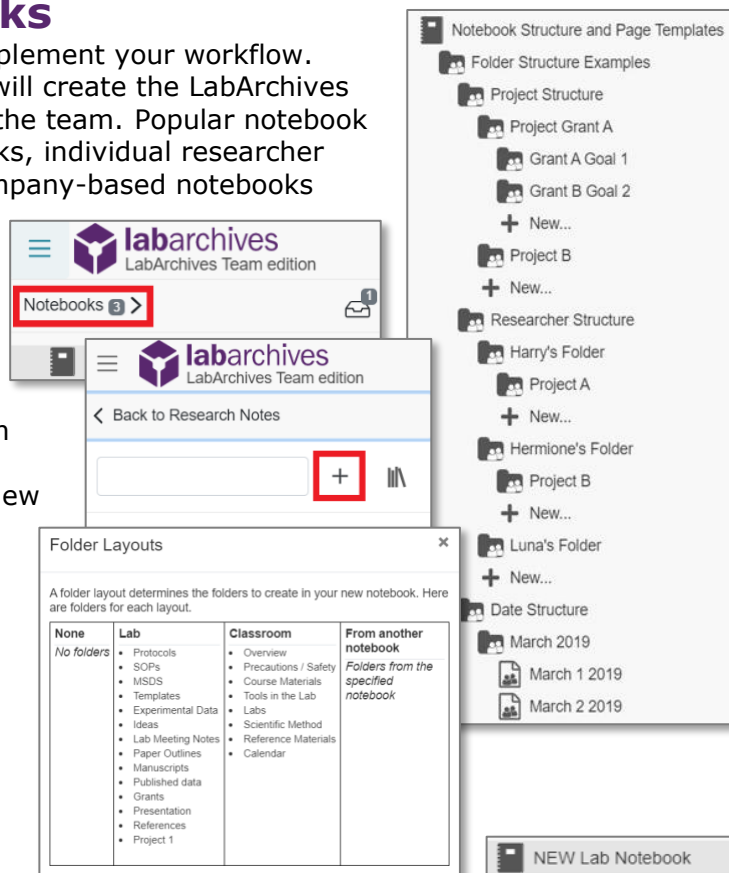 ks
plement your workflow.
will create the LabArchives
the team. Popular notebook
ks, individual researcher
mpany-based notebooks
labarchives
LabArchives Team edition
Notebooks 3 >
1
labarchives
LabArchives Team edition
Back to Research Notes
ew
Folder Layouts
×
A folder layout determines the folders to create in your new notebook. Here
are folders for each layout.
None
No folders
Lab
• Protocols
• SOPs
• MSDS
• Templates
• Experimental Data
• Ideas
• Lab Meeting Notes
• Paper Outlines
• Manuscripts
• Published data
• Grants
• Presentation
• References
• Project 1
Classroom
• Overview
• Precautions / Safety
• Course Materials
• Tools in the Lab
• Labs
• Scientific Method
• Reference Materials
• Calendar
From another
notebook
Folders from the
specified
notebook
Notebook Structure and Page Templates
Folder Structure Examples
Project Structure
Project Grant A
Grant A Goal 1
Grant B Goal 2
+ New...
Project B
+ New...
Researcher Structure
Harry's Folder
Project A
+ New...
Hermione's Folder
Project B
+ New...
Luna's Folder
+ New...
Date Structure
March 2019
March 1 2019
March 2 2019
NEW Lab Notebook